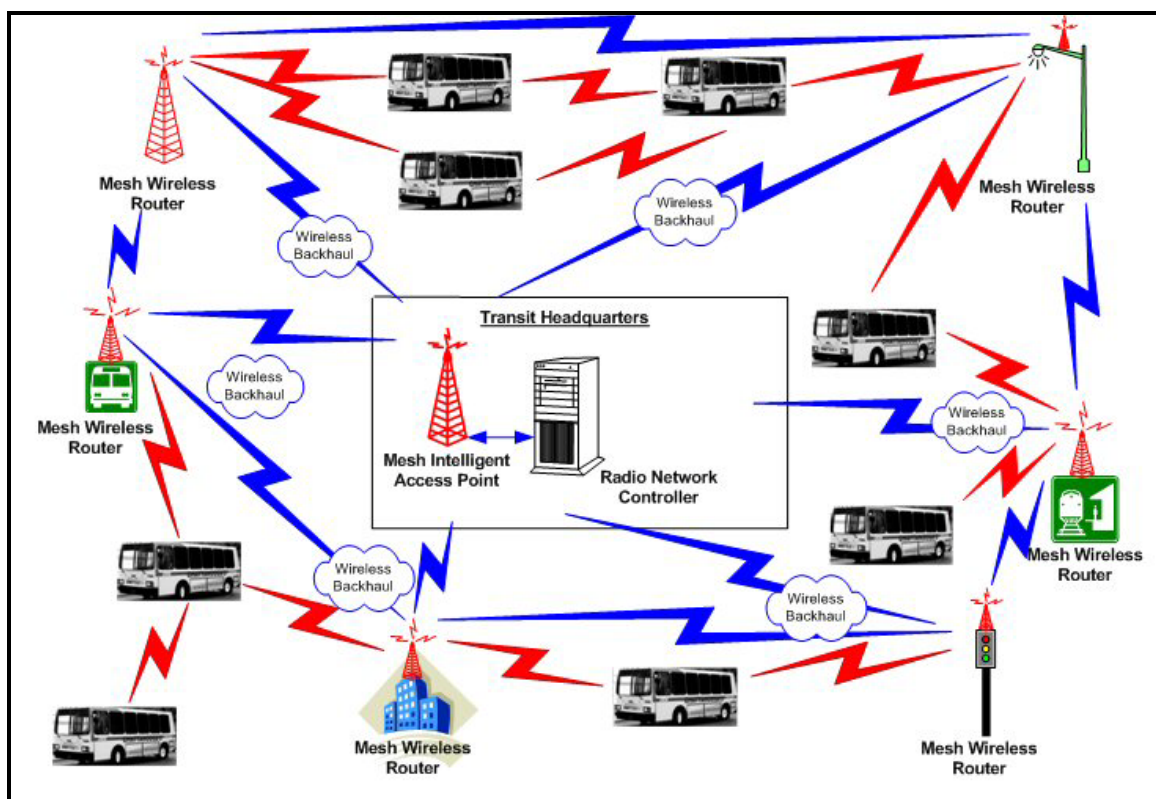 Mesh Wireless
Router
Mesh Wireless
Router
Wireless
Backhaul
Wireless
Backhaul
Transit Headquarters
Wireless
Backhaul
Mesh Wireless
Router
Mesh Intelligent
Access Point
Radio Network
Controller
Wireless
Backhaul
Mesh Wireless
Router
Wireless
Backhaul
Wireless
Backhaul
Mesh Wireless
Router
Mesh Wireless
Router